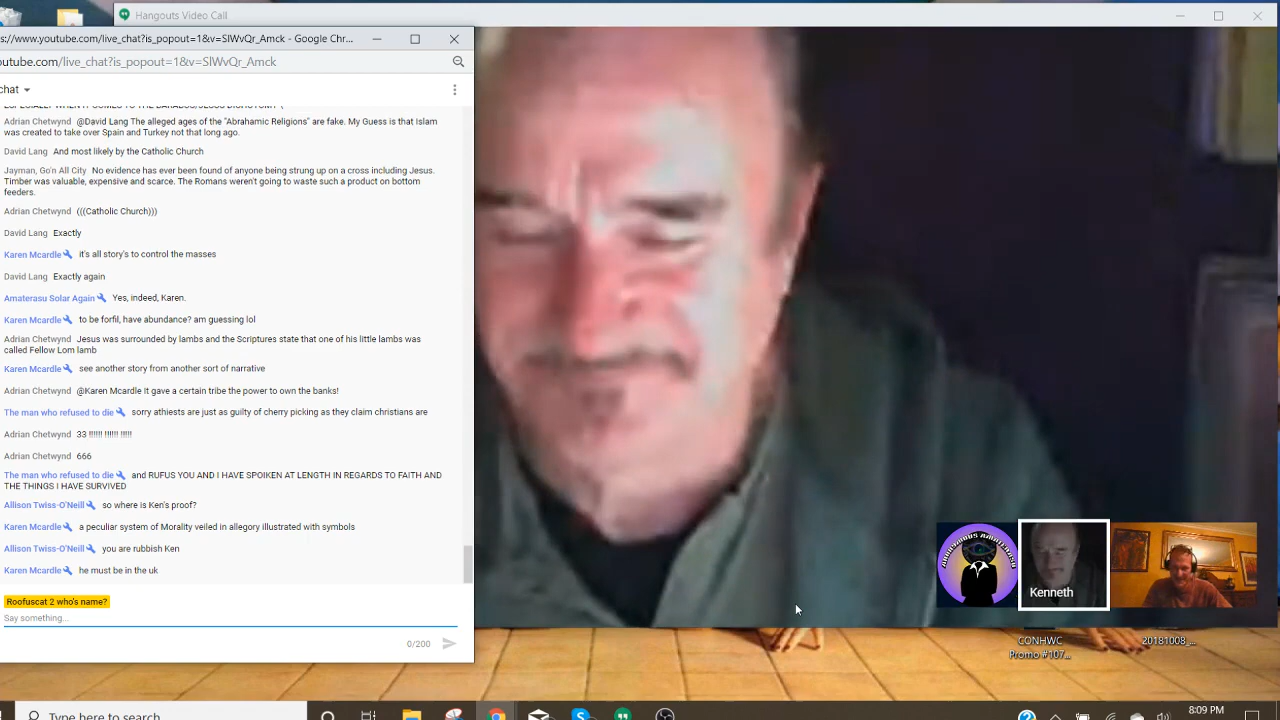 Hangouts Video Call
s://www.youtube.com/live_chat?is_popout=1&v=SlWvQr_Amck - Google Chr...
outube.com/live_chat?is_popout=1&v=SlWvQr_Amck
chat
Adrian Chetwynd @David Lang The alleged ages of the "Abrahamic Religions" are fake. My Guess is that Islam
was created to take over Spain and Turkey not that long ago.
David Lang And most likely by the Catholic Church
Jayman, Go'n All City No evidence has ever been found of anyone being strung up on a cross including Jesus.
Timber was valuable, expensive and scarce. The Romans weren't going to waste such a product on bottom
feeders.
Adrian Chetwynd (((Catholic Church)))
David Lang Exactly
Karen Mcardle it's all story's to control the masses
David Lang Exactly again
Amaterasu Solar Again Yes, indeed, Karen.
Karen Mcardle to be forfil, have abundance? am guessing lol
Adrian Chetwynd Jesus was surrounded by lambs and the Scriptures state that one of his little lambs was
called Fellow Lom lamb
Karen Mcardle see another story from another sort of narrative
Adrian Chetwynd @Karen Mcardle It gave a certain tribe the power to own the banks!
The man who refused to die sorry athiests are just as guilty of cherry picking as they claim christians are
Adrian Chetwynd 33 !!!!!! !!!!!! !!!!!
Adrian Chetwynd 666
The man who refused to die and RUFUS YOU AND I HAVE SPOIKEN AT LENGTH IN REGARDS TO FAITH AND
THE THINGS I HAVE SURVIVED
Allison Twiss-O'Neill so where is Ken's proof?
Karen Mcardle a peculiar system of Morality veiled in allegory illustrated with symbols
Allison Twiss-O'Neill you are rubbish Ken
Karen Mcardle he must be in the uk
Roofuscat 2 who's name?
Say something...
0/200
Kenneth
CONHWC
Promo #107...
20181008_...
Type here to search
8:09 PM